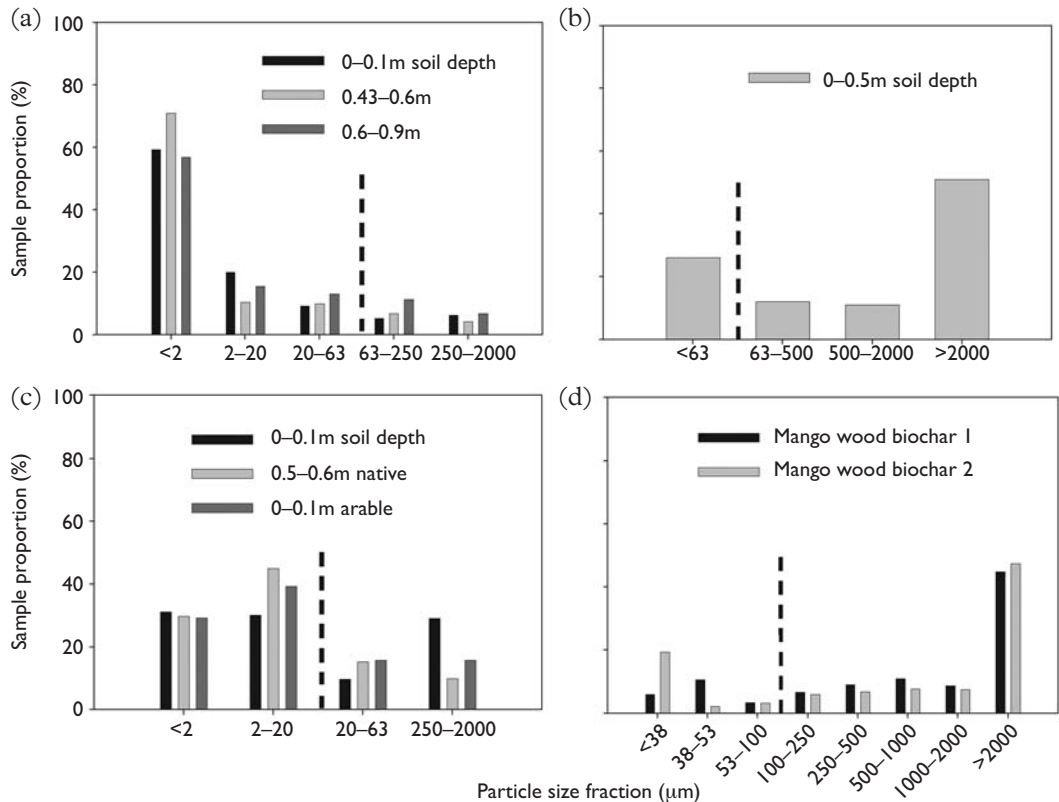 (a)
100
80
60
40
20
0
Sample proportion (%)
0–0.1m soil depth
0.43–0.6m
0.6–0.9m
<2 2–20 20–63 63–250 250–2000
(b)
0–0.5m soil depth
<63 63–500 500–2000 >2000
(c)
100
80
60
40
20
0
Sample proportion (%)
0–0.1m soil depth
0.5–0.6m native
0–0.1m arable
<2 2–20 20–63 250–2000
(d)
Mango wood biochar 1
Mango wood biochar 2
<38 38–53 53–100 100–250 250–500 500–1000 1000–2000 >2000
Particle size fraction (μm)